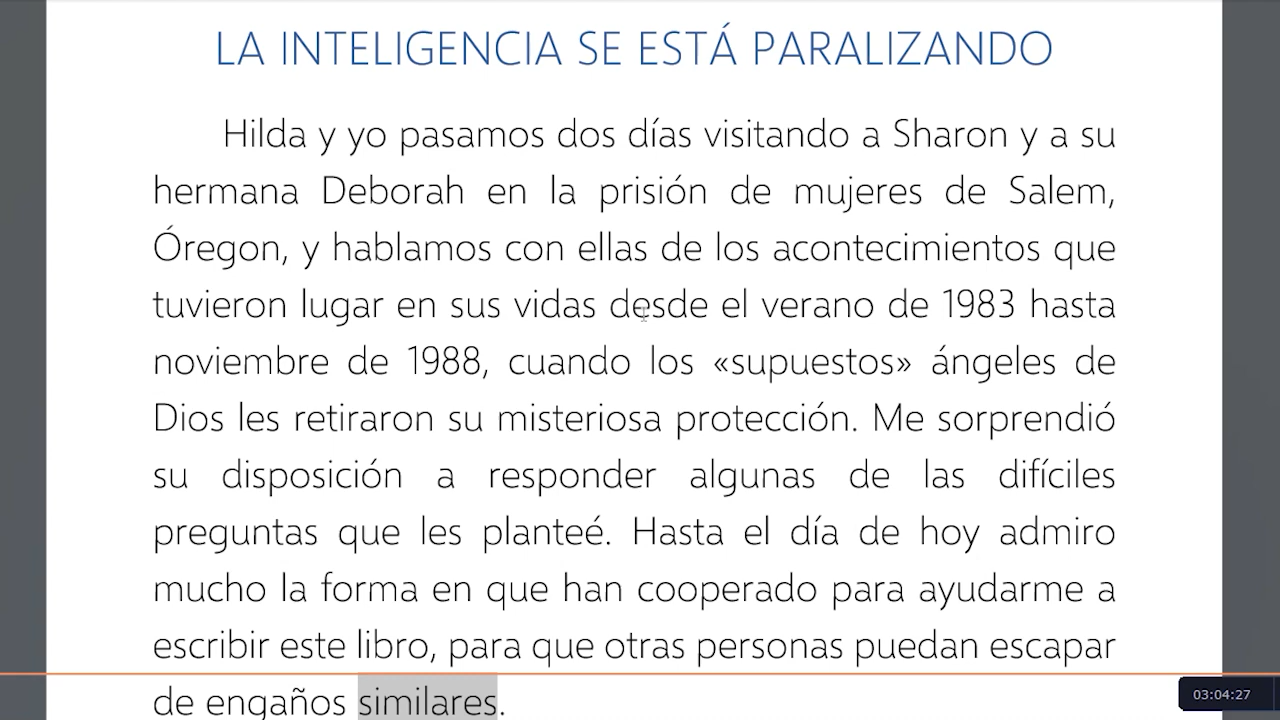 LA INTELIGENCIA SE ESTÁ PARALIZANDO
Hilda y yo pasamos dos días visitando a Sharon y a su
hermana Deborah en la prisión de mujeres de Salem,
Óregon, y hablamos con ellas de los acontecimientos que
tuvieron lugar en sus vidas desde el verano de 1983 hasta
noviembre de 1988, cuando los «supuestos» ángeles de
Dios les retiraron su misteriosa protección. Me sorprendió
su disposición a responder algunas de las difíciles
preguntas que les planteé. Hasta el día de hoy admiro
mucho la forma en que han cooperado para ayudarme a
escribir este libro, para que otras personas puedan escapar
de engaños similares.
03:04:27